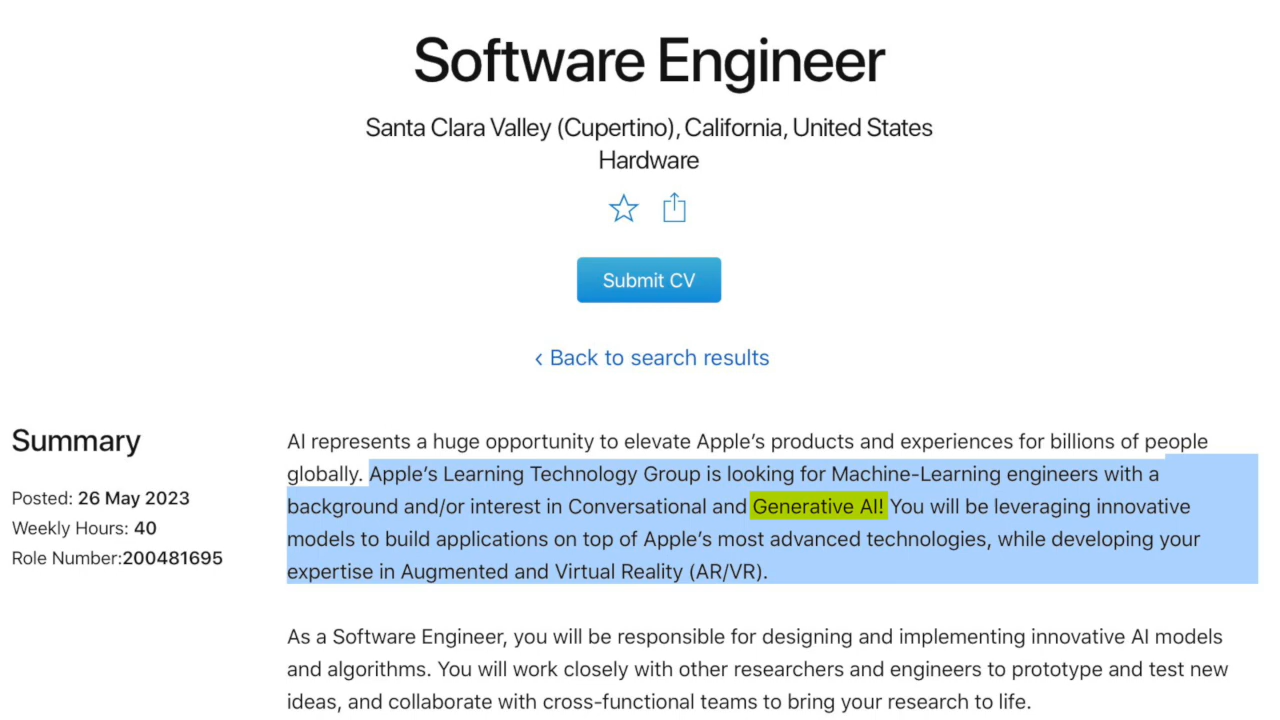 Software Engineer
Santa Clara Valley (Cupertino), California, United States
Hardware
Submit CV
‹ Back to search results
Summary
Posted: 26 May 2023
Weekly Hours: 40
Role Number:200481695
AI represents a huge opportunity to elevate Apple’s products and experiences for billions of people
globally. Apple’s Learning Technology Group is looking for Machine-Learning engineers with a
background and/or interest in Conversational and Generative AI! You will be leveraging innovative
models to build applications on top of Apple’s most advanced technologies, while developing your
expertise in Augmented and Virtual Reality (AR/VR).
As a Software Engineer, you will be responsible for designing and implementing innovative AI models
and algorithms. You will work closely with other researchers and engineers to prototype and test new
ideas, and collaborate with cross-functional teams to bring your research to life.